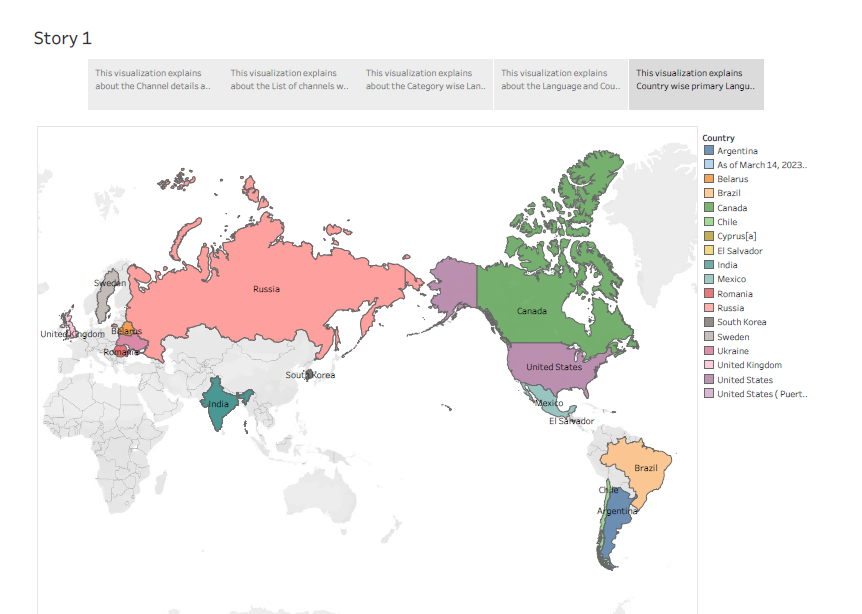 Story 1
This visualization explains
about the Channel details a..
This visualization explains
about the List of channels w..
This visualization explains
about the Category wise Lan..
This visualization explains
about the Language and Cou..
This visualization explains
Country wise primary Langu..
Country
Argentina
As of March 14, 2023..
Belarus
Brazil
Canada
Chile
Cyprus[a]
El Salvador
India
Mexico
Romania
Russia
South Korea
Sweden
Ukraine
United Kingdom
United States
United States ( Puert..
Sweden
Russia
Canada
United Kingdom
Belarus
Romania
United States
South Korea
India
Mexico
El Salvador
Brazil
Chile
Argentina